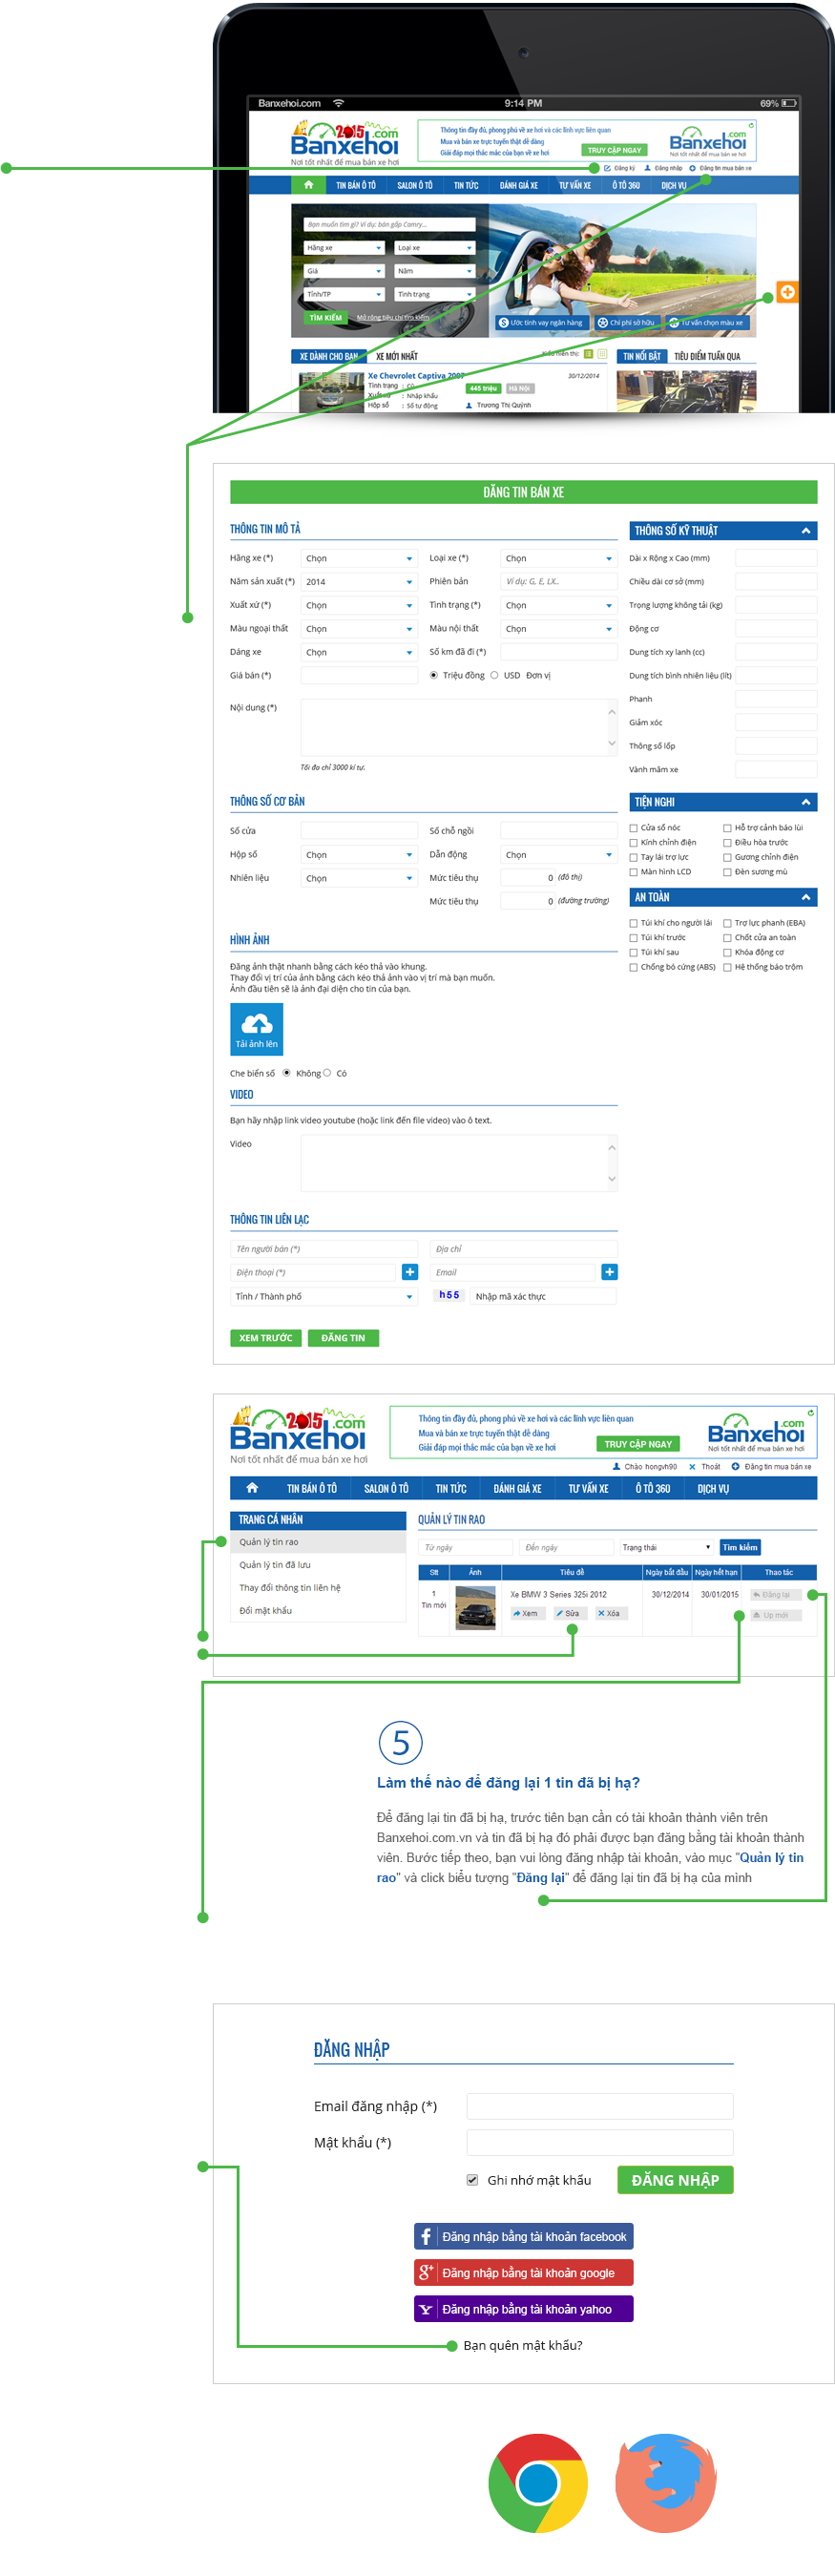 Banxehoi.com
9:14 PM
69%
2015
Banxehoi.com
Nơi tốt nhất để mua bán xe hơi
Thông tin đầy đủ, phong phú về xe hơi và các lĩnh vực liên quan
Mua và bán xe trực tuyến thật dễ dàng
Giải đáp mọi thắc mắc của bạn về xe hơi
TRUY CẬP NGAY
Banxehoi.com
Nơi tốt nhất để mua bán xe hơi
Đăng ký Đăng nhập Đăng tin mua bán xe
TIN BÁN Ô TÔ SALON Ô TÔ TIN TỨC ĐÁNH GIÁ XE TƯ VẤN XE Ô TÔ 360 DỊCH VỤ
Bạn muốn tìm gì? Ví dụ: bán gấp Camry...
Hãng xe Loại xe
Giá Năm
Tỉnh/TP Tình trạng
TÌM KIẾM Mở rộng tiêu chí tìm kiếm
Ước tính vay ngân hàng Chi phí sở hữu Tư vấn chọn màu xe
XE DÀNH CHO BẠN XE MỚI NHẤT Kiểu hiển thị:
TIN NỔI BẬT TIÊU ĐIỂM TUẦN QUA
Xe Chevrolet Captiva 2007 30/12/2014
Tình trạng : Cũ 445 triệu Hà Nội
Xuất xứ : Nhập khẩu
Hộp số : Số tự động Trương Thị Quỳnh
ĐĂNG TIN BÁN XE
THÔNG TIN MÔ TẢ
Hãng xe (*) Chọn Loại xe (*) Chọn
Năm sản xuất (*) 2014 Phiên bản Ví dụ: G, E, LX..
Xuất xứ (*) Chọn Tình trạng (*) Chọn
Màu ngoại thất Chọn Màu nội thất Chọn
Dáng xe Chọn Số km đã đi (*)
Giá bán (*) Triệu đồng USD Đơn vị
Nội dung (*)
Tối đa chỉ 3000 kí tự.
THÔNG SỐ CƠ BẢN
Số cửa Số chỗ ngồi
Hộp số Chọn Dẫn động Chọn
Nhiên liệu Chọn Mức tiêu thụ 0 (đô thị)
Mức tiêu thụ 0 (đường trường)
HÌNH ẢNH
Đăng ảnh thật nhanh bằng cách kéo thả vào khung.
Thay đổi vị trí của ảnh bằng cách kéo thả ảnh vào vị trí mà bạn muốn.
Ảnh đầu tiên sẽ là ảnh đại diện cho tin của bạn.
Tải ảnh lên
Che biển số Không Có
VIDEO
Bạn hãy nhập link video youtube (hoặc link đến file video) vào ô text.
Video
THÔNG TIN LIÊN LẠC
Tên người bán (*) Địa chỉ
Điện thoại (*) Email
Tỉnh / Thành phố h55 Nhập mã xác thực
XEM TRƯỚC ĐĂNG TIN
THÔNG SỐ KỸ THUẬT
Dài x Rộng x Cao (mm)
Chiều dài cơ sở (mm)
Trọng lượng không tải (kg)
Động cơ
Dung tích xy lanh (cc)
Dung tích bình nhiên liệu (lít)
Phanh
Giảm xóc
Thông số lốp
Vành mâm xe
TIỆN NGHI
Cửa sổ nóc Hỗ trợ cảnh báo lùi
Kính chỉnh điện Điều hòa trước
Tay lái trợ lực Gương chỉnh điện
Màn hình LCD Đèn sương mù
AN TOÀN
Túi khí cho người lái Trợ lực phanh (EBA)
Túi khí trước Chốt cửa an toàn
Túi khí sau Khóa động cơ
Chống bó cứng (ABS) Hệ thống báo trộm
2015
Banxehoi.com
Nơi tốt nhất để mua bán xe hơi
Thông tin đầy đủ, phong phú về xe hơi và các lĩnh vực liên quan
Mua và bán xe trực tuyến thật dễ dàng
Giải đáp mọi thắc mắc của bạn về xe hơi
TRUY CẬP NGAY
Banxehoi.com
Nơi tốt nhất để mua bán xe hơi
Chào hongvh90 Thoát Đăng tin mua bán xe
TIN BÁN Ô TÔ SALON Ô TÔ TIN TỨC ĐÁNH GIÁ XE TƯ VẤN XE Ô TÔ 360 DỊCH VỤ
TRANG CÁ NHÂN
Quản lý tin rao
Quản lý tin đã lưu
Thay đổi thông tin liên hệ
Đổi mật khẩu
QUẢN LÝ TIN RAO
Từ ngày Đến ngày Trạng thái Tìm kiếm
Stt Ảnh Tiêu đề Ngày bắt đầu Ngày hết hạn Thao tác
1 Xe BMW 3 Series 325i 2012 30/12/2014 30/01/2015 Đăng lại
Tin mới Xem Sửa Xóa Up mới
5
Làm thế nào để đăng lại 1 tin đã bị hạ?
Để đăng lại tin đã bị hạ, trước tiên bạn cần có tài khoản thành viên trên
Banxehoi.com.vn và tin đã bị hạ đó phải được bạn đăng bằng tài khoản thành
viên. Bước tiếp theo, bạn vui lòng đăng nhập tài khoản, vào mục "Quản lý tin
rao" và click biểu tượng "Đăng lại" để đăng lại tin đã bị hạ của mình
ĐĂNG NHẬP
Email đăng nhập (*)
Mật khẩu (*)
Ghi nhớ mật khẩu ĐĂNG NHẬP
Đăng nhập bằng tài khoản facebook
Đăng nhập bằng tài khoản google
Đăng nhập bằng tài khoản yahoo
Bạn quên mật khẩu?